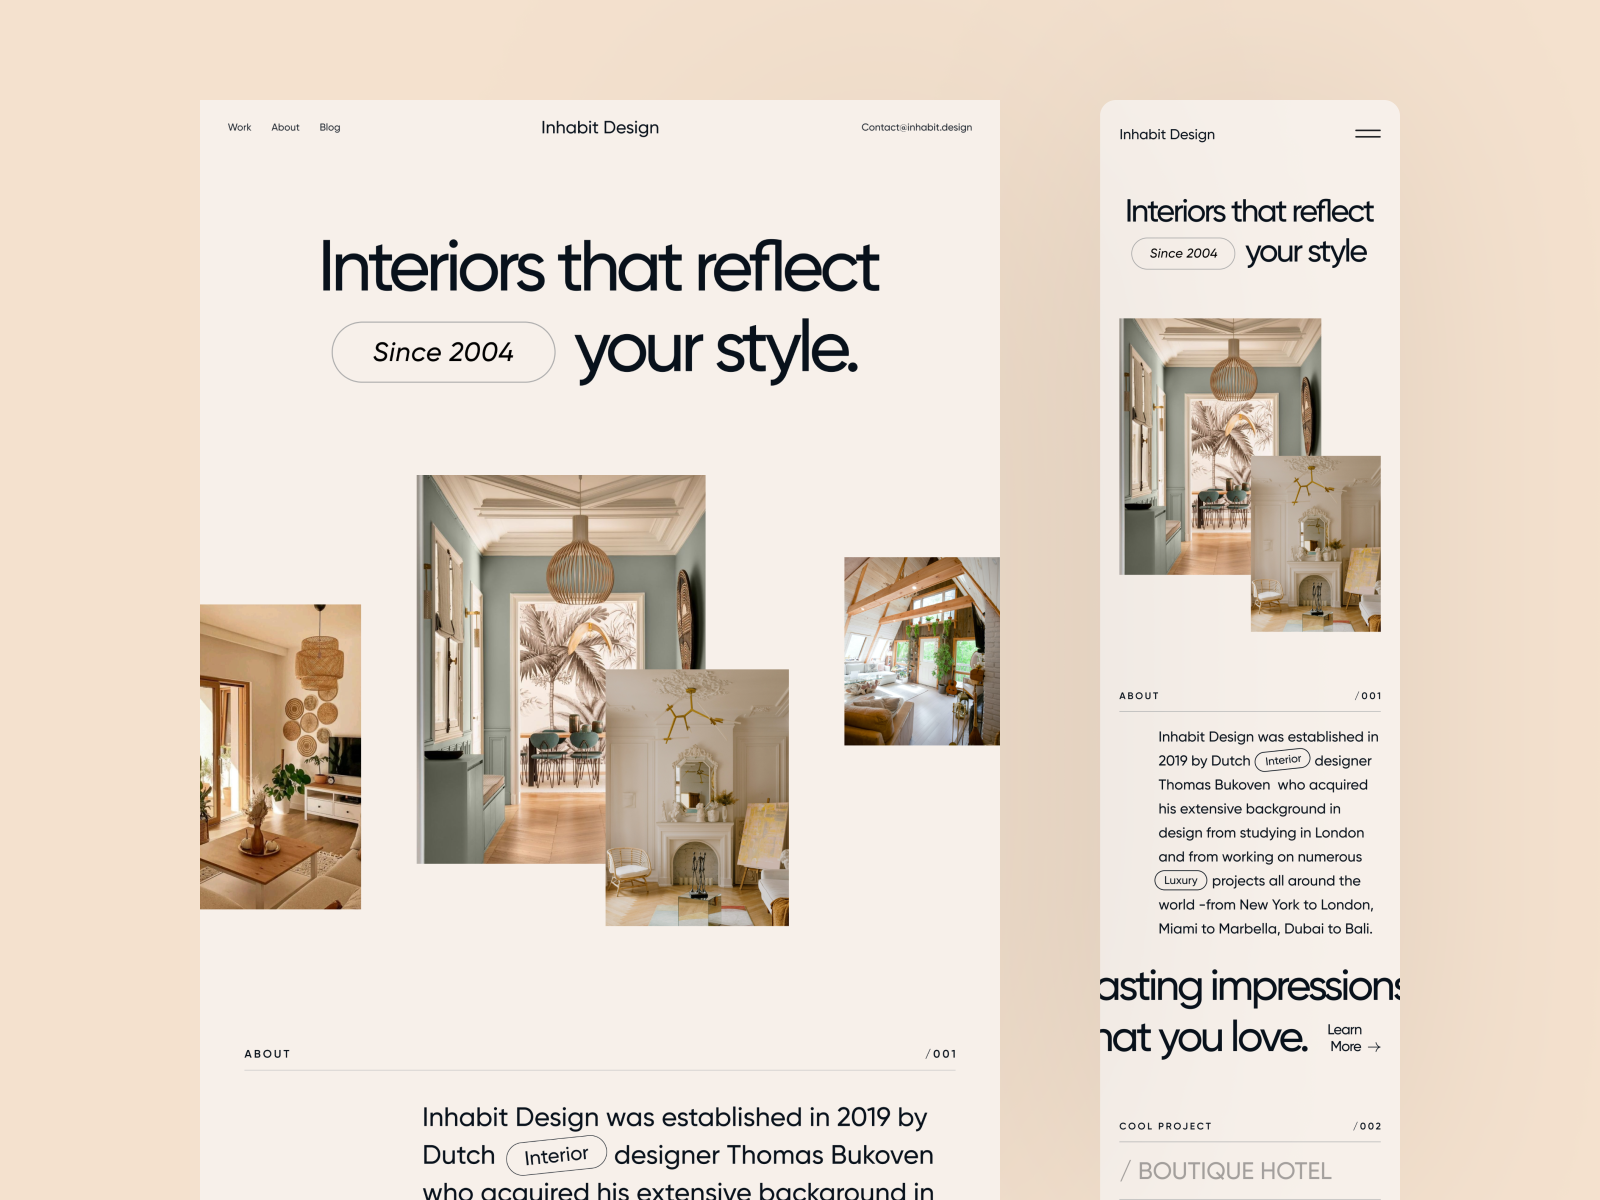 Work About Blog
Inhabit Design
Contact@inhabit.design
Interiors that reflect
Since 2004 your style.
ABOUT /001
Inhabit Design was established in 2019 by
Dutch Interior designer Thomas Bukoven
who acquired his extensive background in
Inhabit Design
Interiors that reflect
Since 2004 your style
ABOUT /001
Inhabit Design was established in
2019 by Dutch Interior designer
Thomas Bukoven who acquired
his extensive background in
design from studying in London
and from working on numerous
Luxury projects all around the
world -from New York to London,
Miami to Marbella, Dubai to Bali.
asting impressions
hat you love. Learn
More →
COOL PROJECT /002
/ BOUTIQUE HOTEL